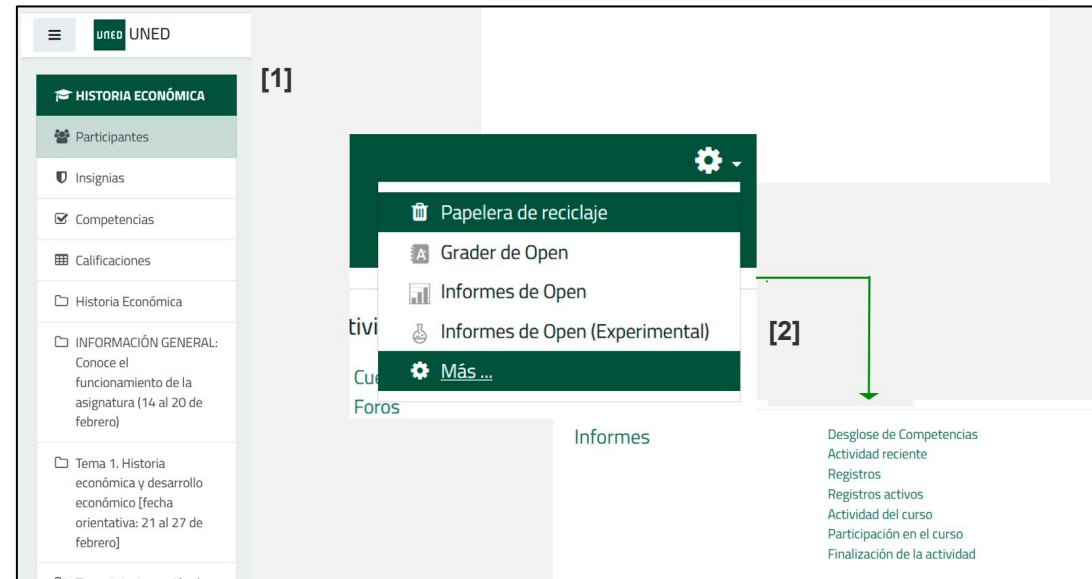 UNED UNED
[1]
HISTORIA ECONÓMICA
Participantes
Insignias
Competencias
Calificaciones
Historia Económica
INFORMACIÓN GENERAL:
Conoce el
funcionamiento de la
asignatura (14 al 20 de
febrero)
Tema 1. Historia
económica y desarrollo
económico [fecha
orientativa: 21 al 27 de
febrero]
Papelera de reciclaje
Grader de Open
Informes de Open
Informes de Open (Experimental)
Más ...
tivi
Cue
Foros
[2]
Informes
Desglose de Competencias
Actividad reciente
Registros
Registros activos
Actividad del curso
Participación en el curso
Finalización de la actividad